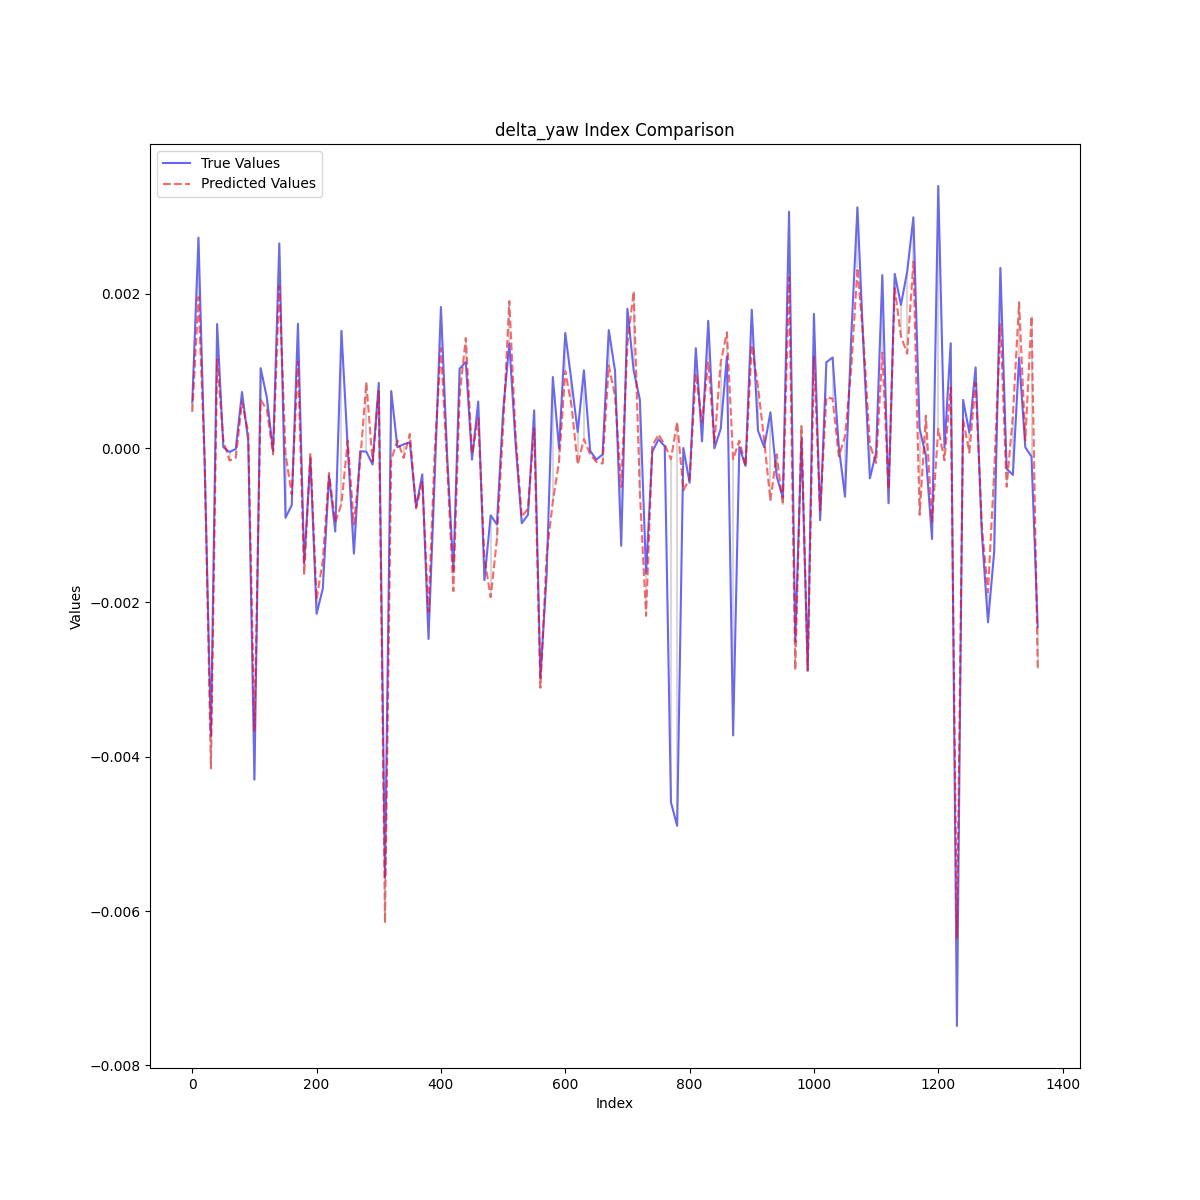 delta_yaw Index Comparison
True Values
Predicted Values
0.002
0.000
−0.002
−0.004
−0.006
−0.008
Values
0 200 400 600 800 1000 1200 1400
Index